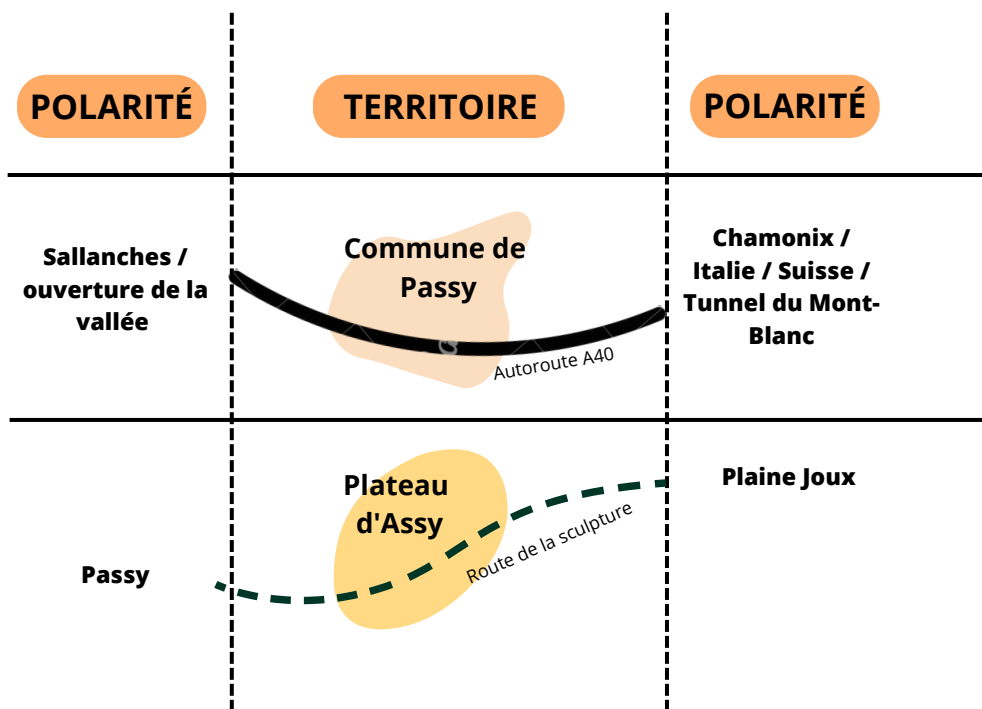 POLARITÉ
TERRITOIRE
POLARITÉ
Sallanches /
ouverture de la
vallée
Commune de
Passy
Autoroute A40
Chamonix /
Italie / Suisse /
Tunnel du Mont-
Blanc
Passy
Plateau
d'Assy
Route de la sculpture
Plaine Joux